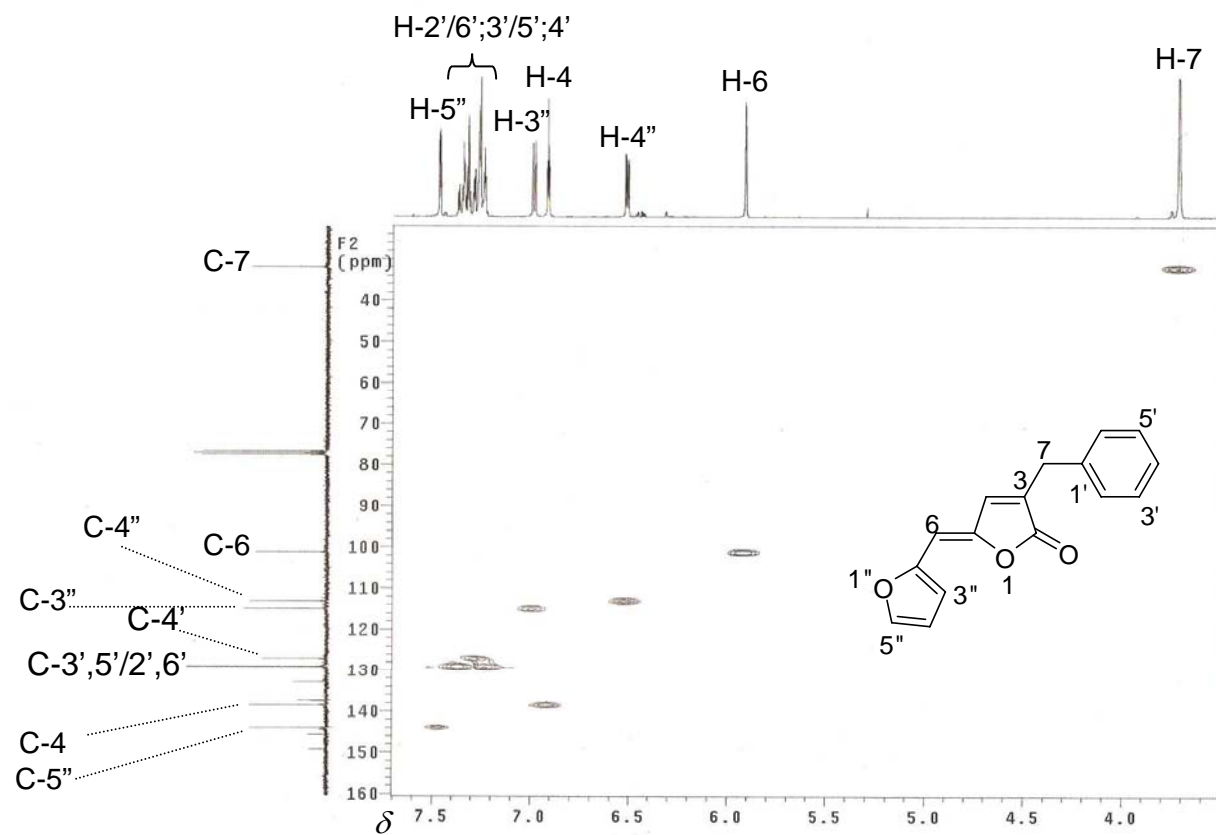 H-2’/6’;3’/5’;4’
H-5”
H-3”
H-4
H-4”
H-6
H-7
F2
(ppm)
C-7
40
50
60
70
80
90
100
110
120
130
140
150
160
C-4”
C-6
C-3”
C-4’
C-3’,5’/2’,6’
C-4
C-5”
5'
7
3
1'
3'
6
O
O
1
1"
O
3"
5"
δ
7.5
7.0
6.5
6.0
5.5
5.0
4.5
4.0